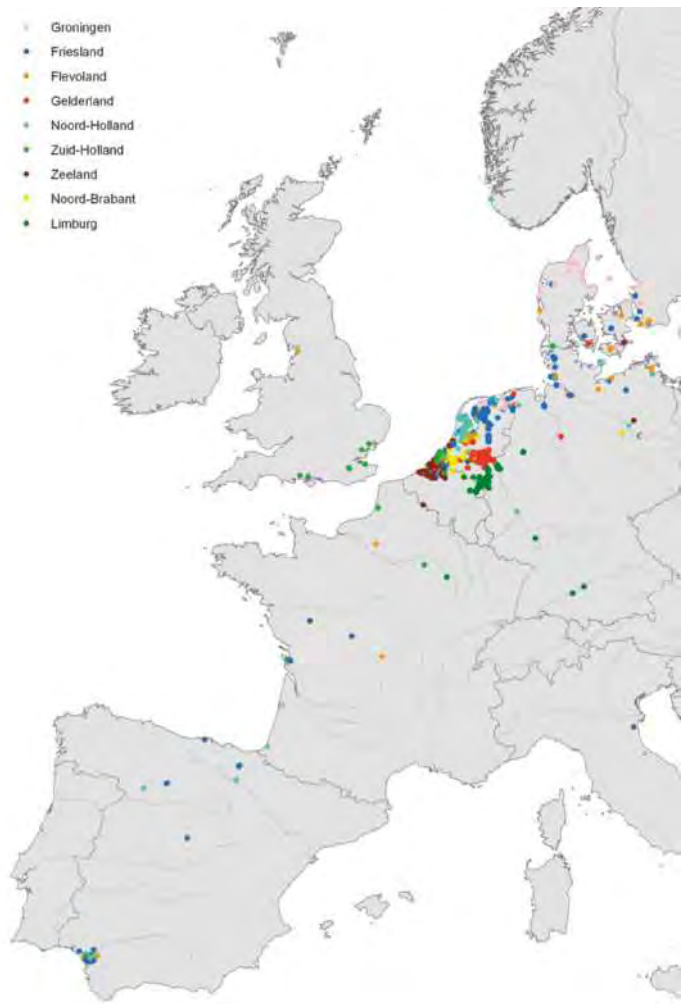 Groningen
Friesland
Flevoland
Gelderland
Noord-Holland
Zuid-Holland
Zeeland
Noord-Brabant
Limburg